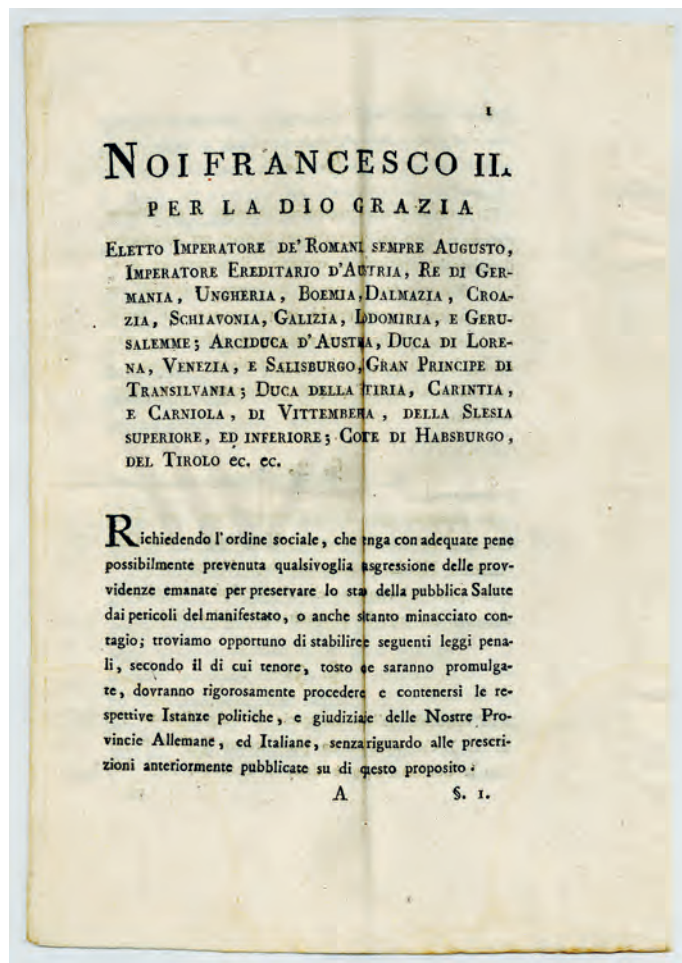 1
NOI FRANCESCO II.
PER LA DIO GRAZIA
ELETTO IMPERATORE DE' ROMANI SEMPRE AUGUSTO,
IMPERATORE EREDITARIO D'AUSTRIA, RE DI GER-
MANIA, UNGHERIA, BOEMIA, DALMAZIA, CROA-
ZIA, SCHIAVONIA, GALIZIA, LODOMIRIA, E GERU-
SALEMME; ARCIDUCA D'AUSTRIA, DUCA DI LORE-
NA, VENEZIA, E SALISBURGO, GRAN PRINCIPE DI
TRANSILVANIA; DUCA DELLA STIRIA, CARINTIA,
E CARNIOLA, DI VITTEMBERGA, DELLA SLESIA
SUPERIORE, ED INFERIORE; CONTE DI HABSBURGO,
DEL TIROLO ec. ec.
Richiedendo l'ordine sociale, che venga con adequate pene
possibilmente prevenuta qualsivoglia trasgressione delle prov-
videnze emanate per preservare lo stato della pubblica Salute
dai pericoli del manifestato, o anche soltanto minacciato con-
tagio; troviamo opportuno di stabilire le seguenti leggi pena-
li, secondo il di cui tenore, tosto che saranno promulga-
te, dovranno rigorosamente procedere e contenersi le re-
spettive Istanze politiche, e delle Nostre Pro-
vincie Allemane, ed Italiane, senza riguardo alle prescri-
zioni anteriormente pubblicate su di questo proposito.
A §. 1.